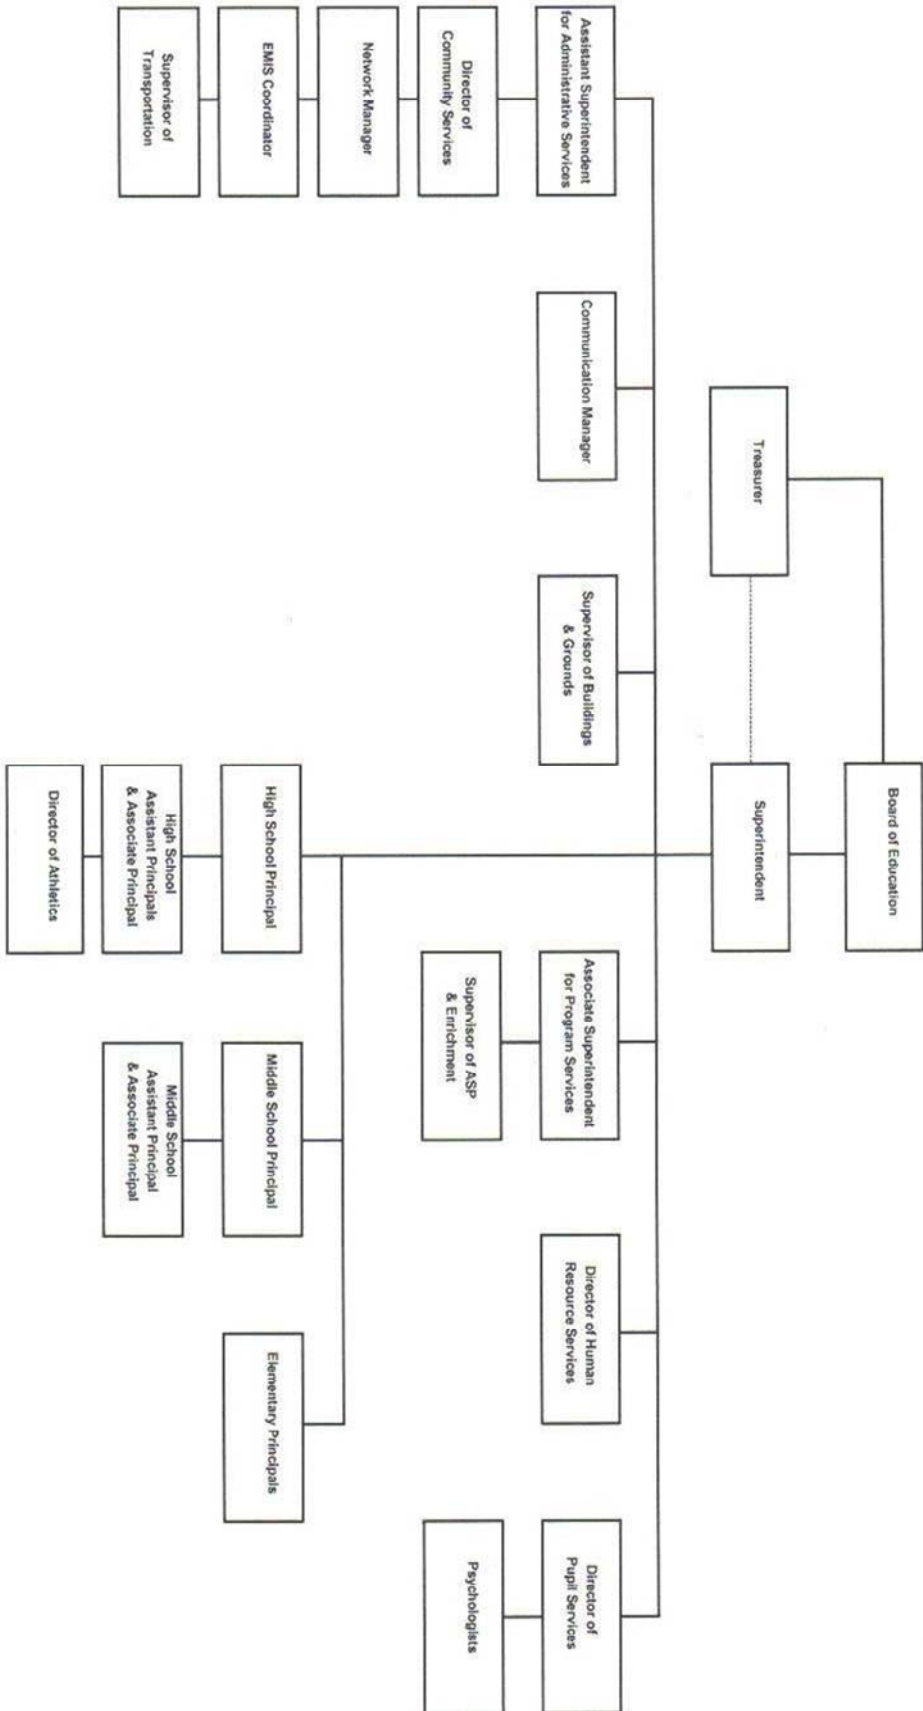 Board of Education
Treasurer
Superintendent
Assistant Superintendent
for Administrative Services
Communication Manager
Supervisor of Buildings
& Grounds
Associate Superintendent
for Program Services
Director of Human
Resource Services
Director of
Pupil Services
Director of
Community Services
Supervisor of ASP
& Enrichment
Psychologists
Network Manager
EMIS Coordinator
Supervisor of
Transportation
High School Principal
Middle School Principal
Elementary Principals
High School
Assistant Principals
& Associate Principal
Middle School
Assistant Principal
& Associate Principal
Director of Athletics